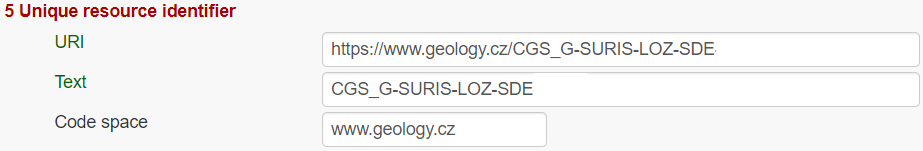 5 Unique resource identifier
URI https://www.geology.cz/CGS_G-SURIS-LOZ-SDE
Text CGS_G-SURIS-LOZ-SDE
Code space www.geology.cz